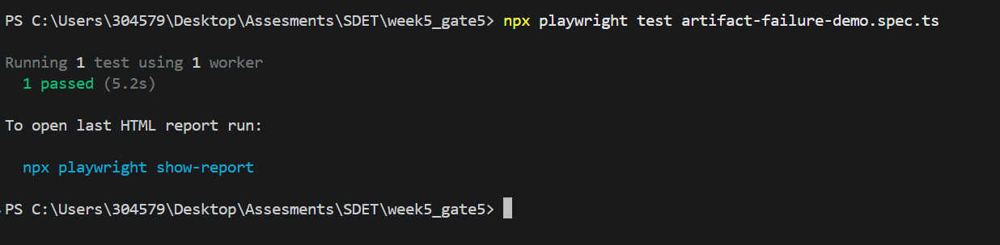 PS C:\Users\304579\Desktop\Assesments\SDET\week5_gate5> npx playwright test artifact-failure-demo.spec.ts
Running 1 test using 1 worker
1 passed (5.2s)
To open last HTML report run:
npx playwright show-report
PS C:\Users\304579\Desktop\Assesments\SDET\week5_gate5>